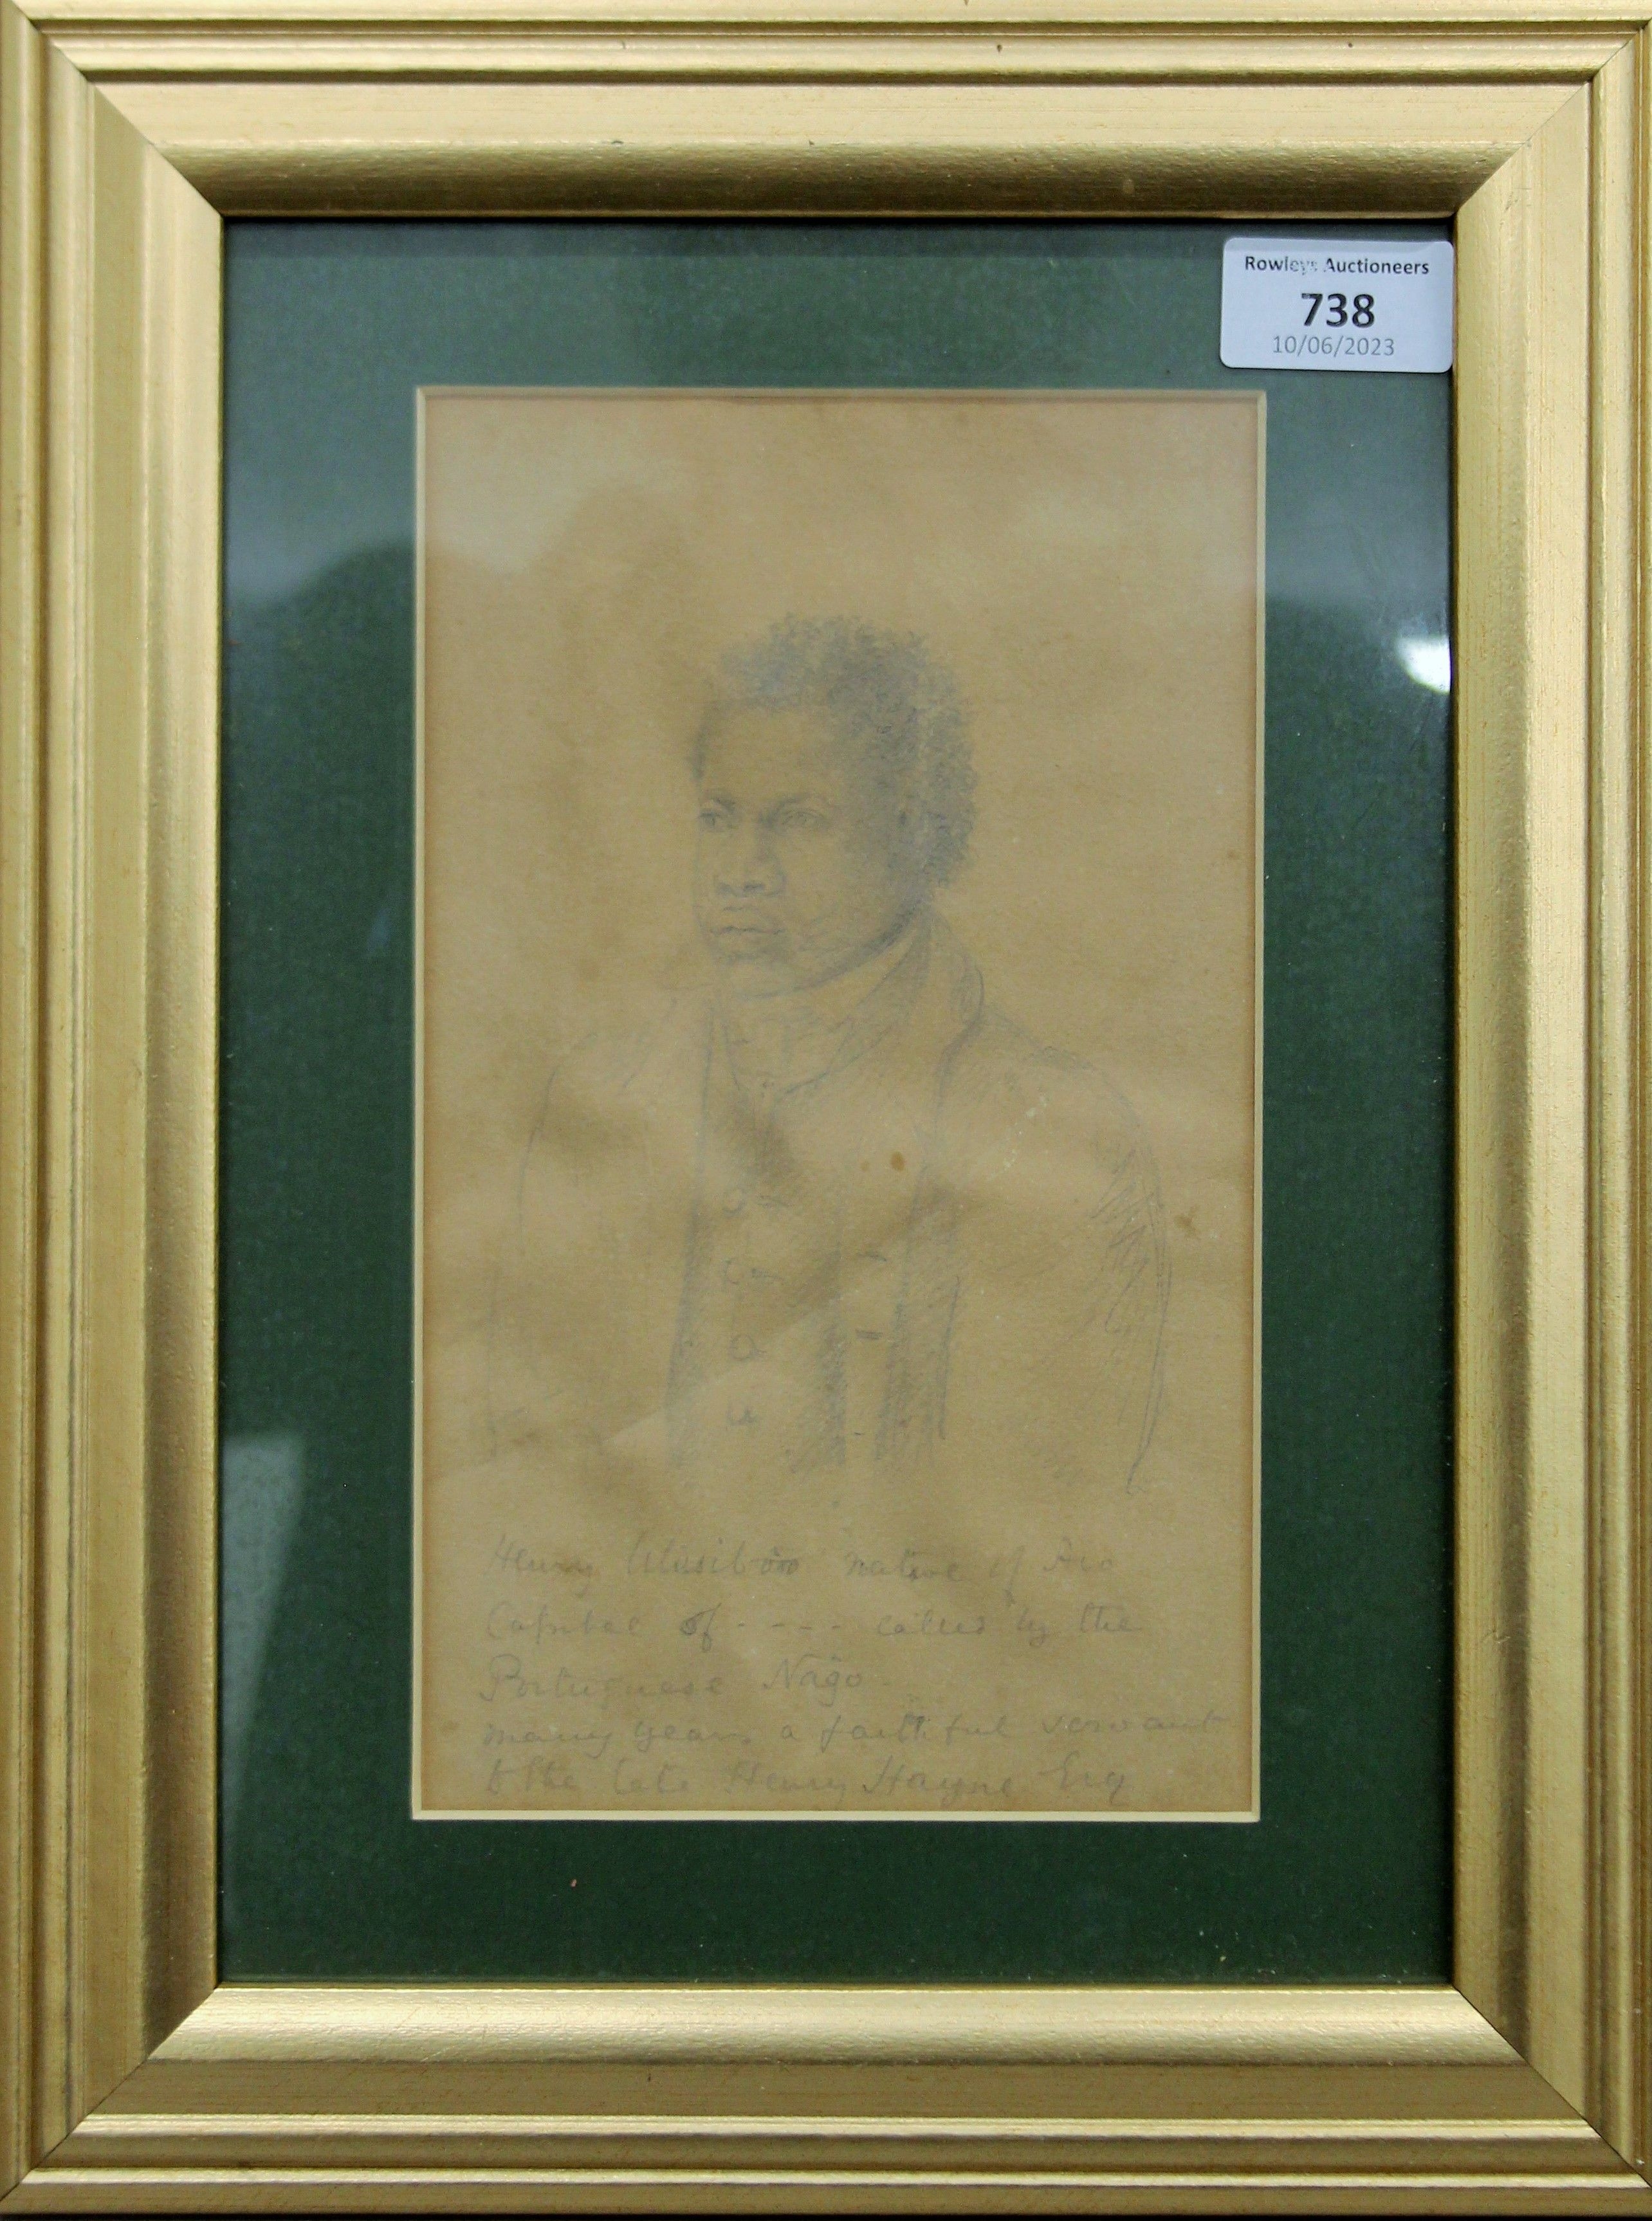 Rowleys Auctioneers
738
10/06/2023
Henry native of
Capital of - - - - called by the
Portuguese Nägo
many years a faithful servant
to the late Henry Hayne Esq